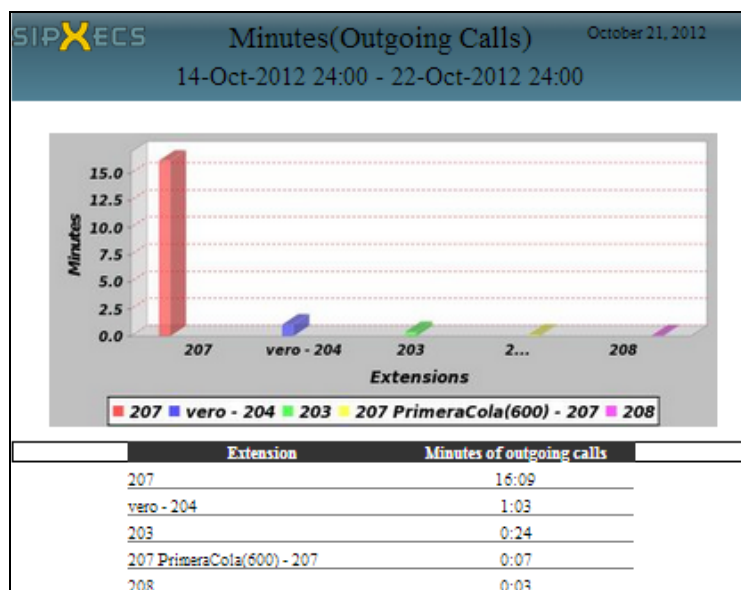 SIPXECS
Minutes(Outgoing Calls)
October 21, 2012
14-Oct-2012 24:00 - 22-Oct-2012 24:00
15.0
12.5
10.0
7.5
5.0
2.5
0.0
Minutes
207 vero - 204 203 2... 208
Extensions
207 vero - 204 203 207 PrimeraCola(600) - 207 208
Extension Minutes of outgoing calls
207 16:09
vero - 204 1:03
203 0:24
207 PrimeraCola(600) - 207 0:07
208 0:03